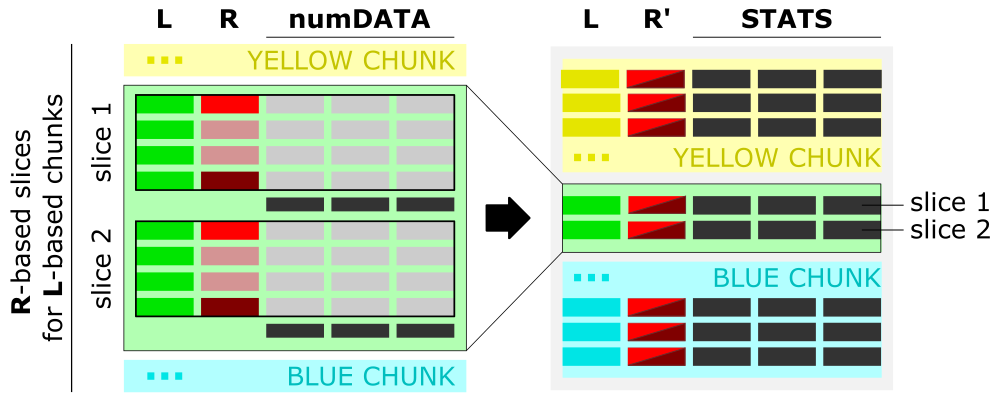 L R numDATA
L R' STATS
YELLOW CHUNK
R-based slices
for L-based chunks
slice 1
slice 2
BLUE CHUNK
YELLOW CHUNK
slice 1
slice 2
BLUE CHUNK